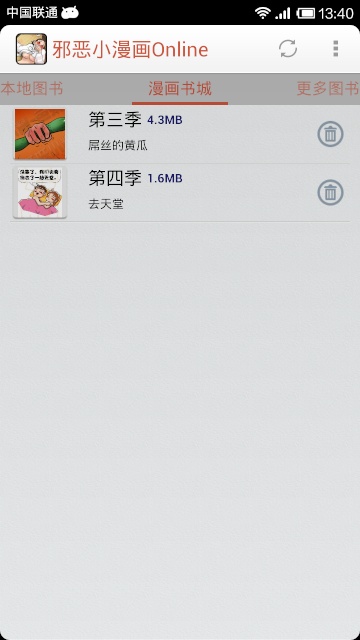 中国联通
13:40
邪恶小漫画Online
本地图书
漫画书城
更多图书
第三季 4.3MB
屌丝的黄瓜
第四季 1.6MB
去天堂